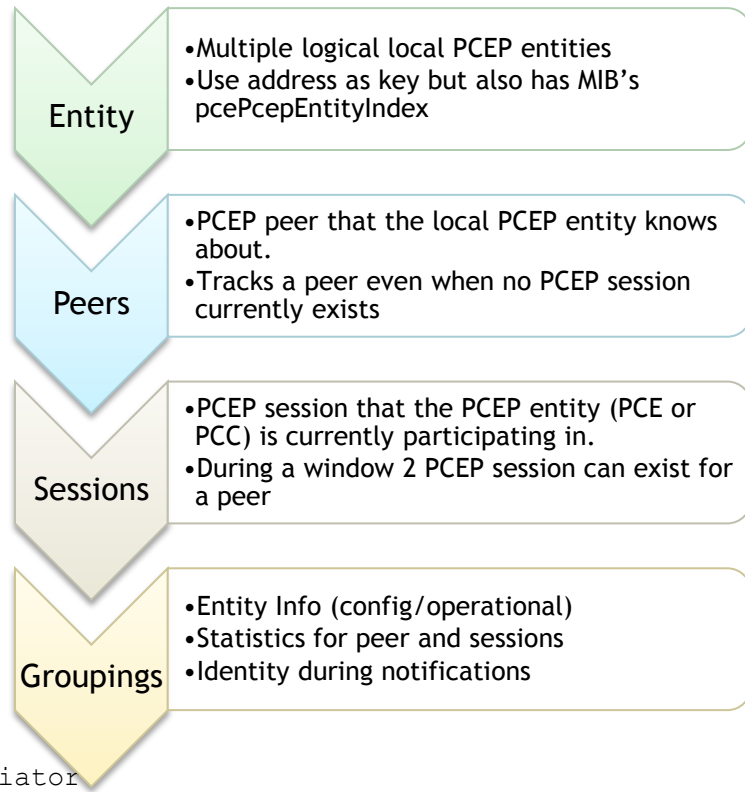 Entity
•Multiple logical local PCEP entities
•Use address as key but also has MIB’s
pcePcepEntityIndex
Peers
•PCEP peer that the local PCEP entity knows
about.
•Tracks a peer even when no PCEP session
currently exists
Sessions
•PCEP session that the PCEP entity (PCE or
PCC) is currently participating in.
•During a window 2 PCEP session can exist for
a peer
Groupings
•Entity Info (config/operational)
•Statistics for peer and sessions
•Identity during notifications
iator